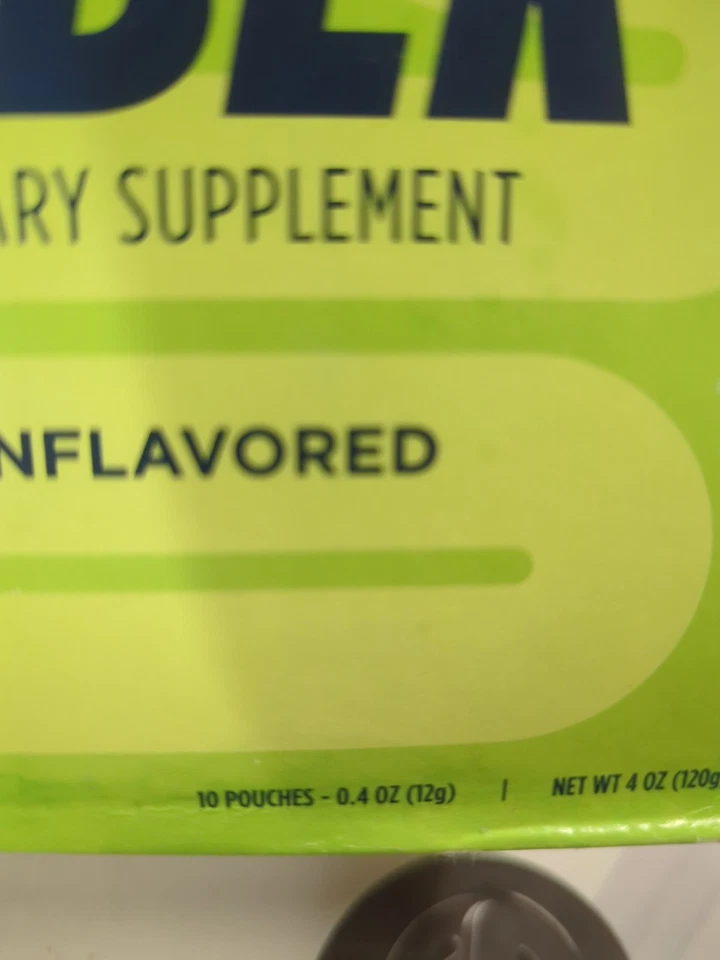 ARY SUPPLEMENT
NFLAVORED
10 POUCHES - 0.4 OZ (12g) | NET WT 4 OZ (120g